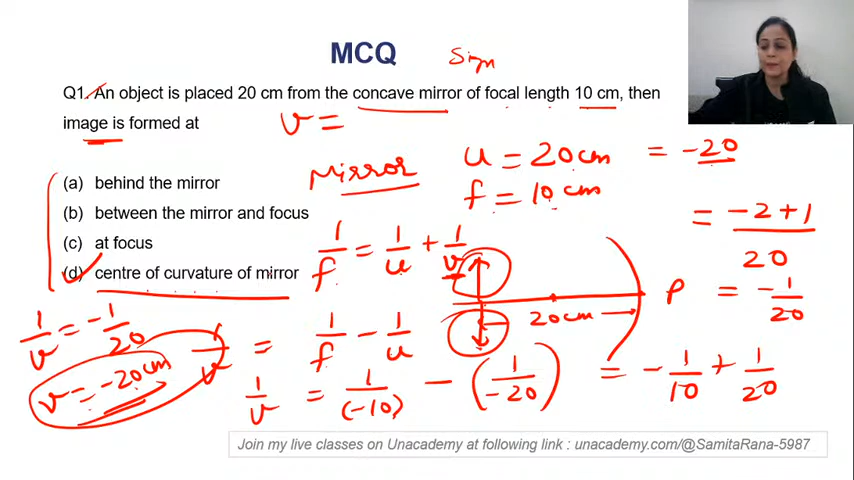 MCQ
Sign
Q1. An object is placed 20 cm from the concave mirror of focal length 10 cm, then
image is formed at
v =
(a) behind the mirror
(b) between the mirror and focus
(c) at focus
(d) centre of curvature of mirror
Mirror
u = 20 cm = -20
f = 10 cm
1/f = 1/u + 1/v
= -2+1/20
P = -1/20
20 cm
1/v = -1/20
v = -20 cm
1/v = 1/f - 1/u
1/v = 1/(-10) - (1/-20) = -1/10 + 1/20
Join my live classes on Unacademy at following link : unacademy.com/@SamitaRana-5987